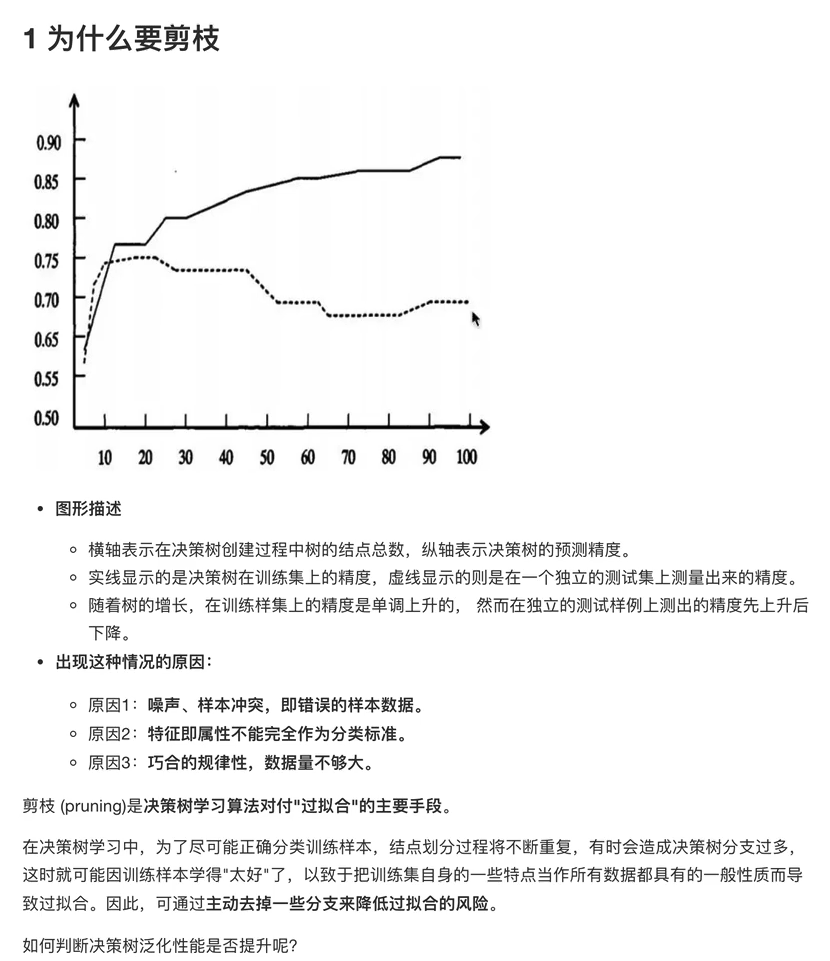 1 为什么要剪枝
0.90
0.85
0.80
0.75
0.70
0.65
0.55
0.50
10 20 30 40 50 60 70 80 90 100
图形描述
横轴表示在决策树创建过程中树的结点总数，纵轴表示决策树的预测精度。
实线显示的是决策树在训练集上的精度，虚线显示的则是在一个独立的测试集上测量出来的精度。
随着树的增长，在训练样集上的精度是单调上升的， 然而在独立的测试样例上测出的精度先上升后
下降。
出现这种情况的原因：
原因1：噪声、样本冲突，即错误的样本数据。
原因2：特征即属性不能完全作为分类标准。
原因3：巧合的规律性，数据量不够大。
剪枝 (pruning)是决策树学习算法对付"过拟合"的主要手段。
在决策树学习中，为了尽可能正确分类训练样本，结点划分过程将不断重复，有时会造成决策树分支过多，
这时就可能因训练样本学得"太好"了，以致于把训练集自身的一些特点当作所有数据都具有的一般性质而导
致过拟合。因此，可通过主动去掉一些分支来降低过拟合的风险。
如何判断决策树泛化性能是否提升呢?